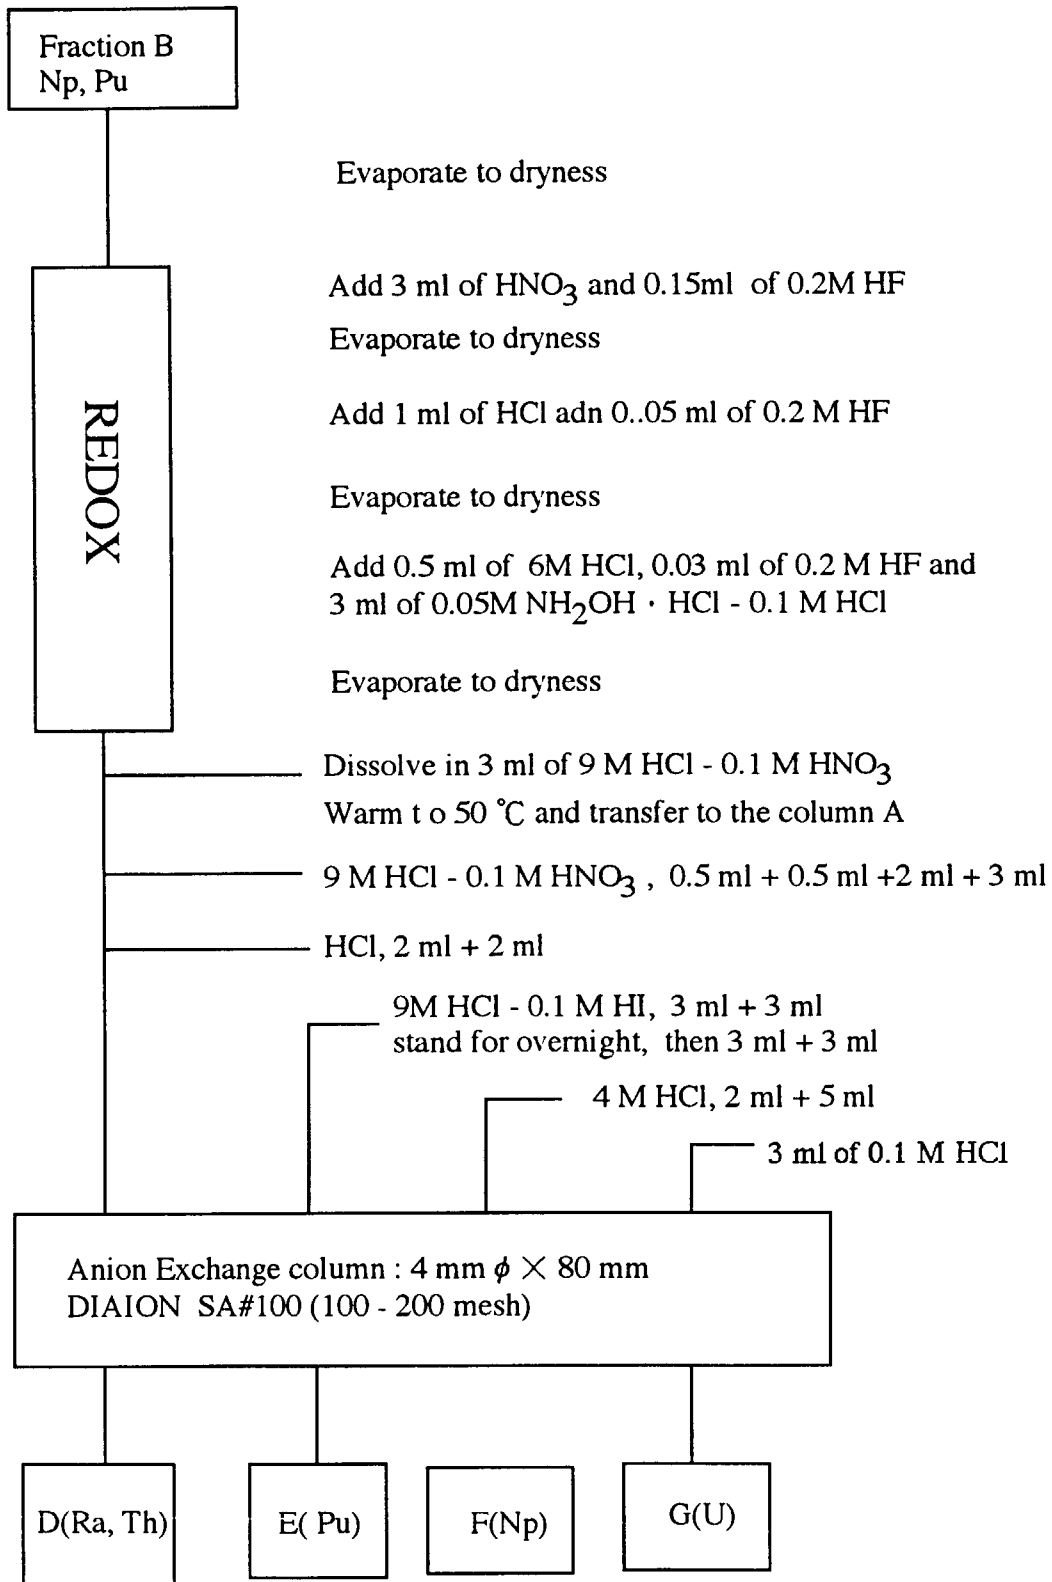 Fraction B
Np, Pu
Evaporate to dryness
REDOX
Add 3 ml of HNO3 and 0.15ml of 0.2M HF
Evaporate to dryness
Add 1 ml of HCl adn 0..05 ml of 0.2 M HF
Evaporate to dryness
Add 0.5 ml of 6M HCl, 0.03 ml of 0.2 M HF and
3 ml of 0.05M NH2OH · HCl - 0.1 M HCl
Evaporate to dryness
Dissolve in 3 ml of 9 M HCl - 0.1 M HNO3
Warm t o 50 ℃ and transfer to the column A
9 M HCl - 0.1 M HNO3 , 0.5 ml + 0.5 ml +2 ml + 3 ml
HCl, 2 ml + 2 ml
9M HCl - 0.1 M HI, 3 ml + 3 ml
stand for overnight, then 3 ml + 3 ml
4 M HCl, 2 ml + 5 ml
3 ml of 0.1 M HCl
Anion Exchange column : 4 mm ϕ × 80 mm
DIAION SA#100 (100 - 200 mesh)
D(Ra, Th)
E( Pu)
F(Np)
G(U)